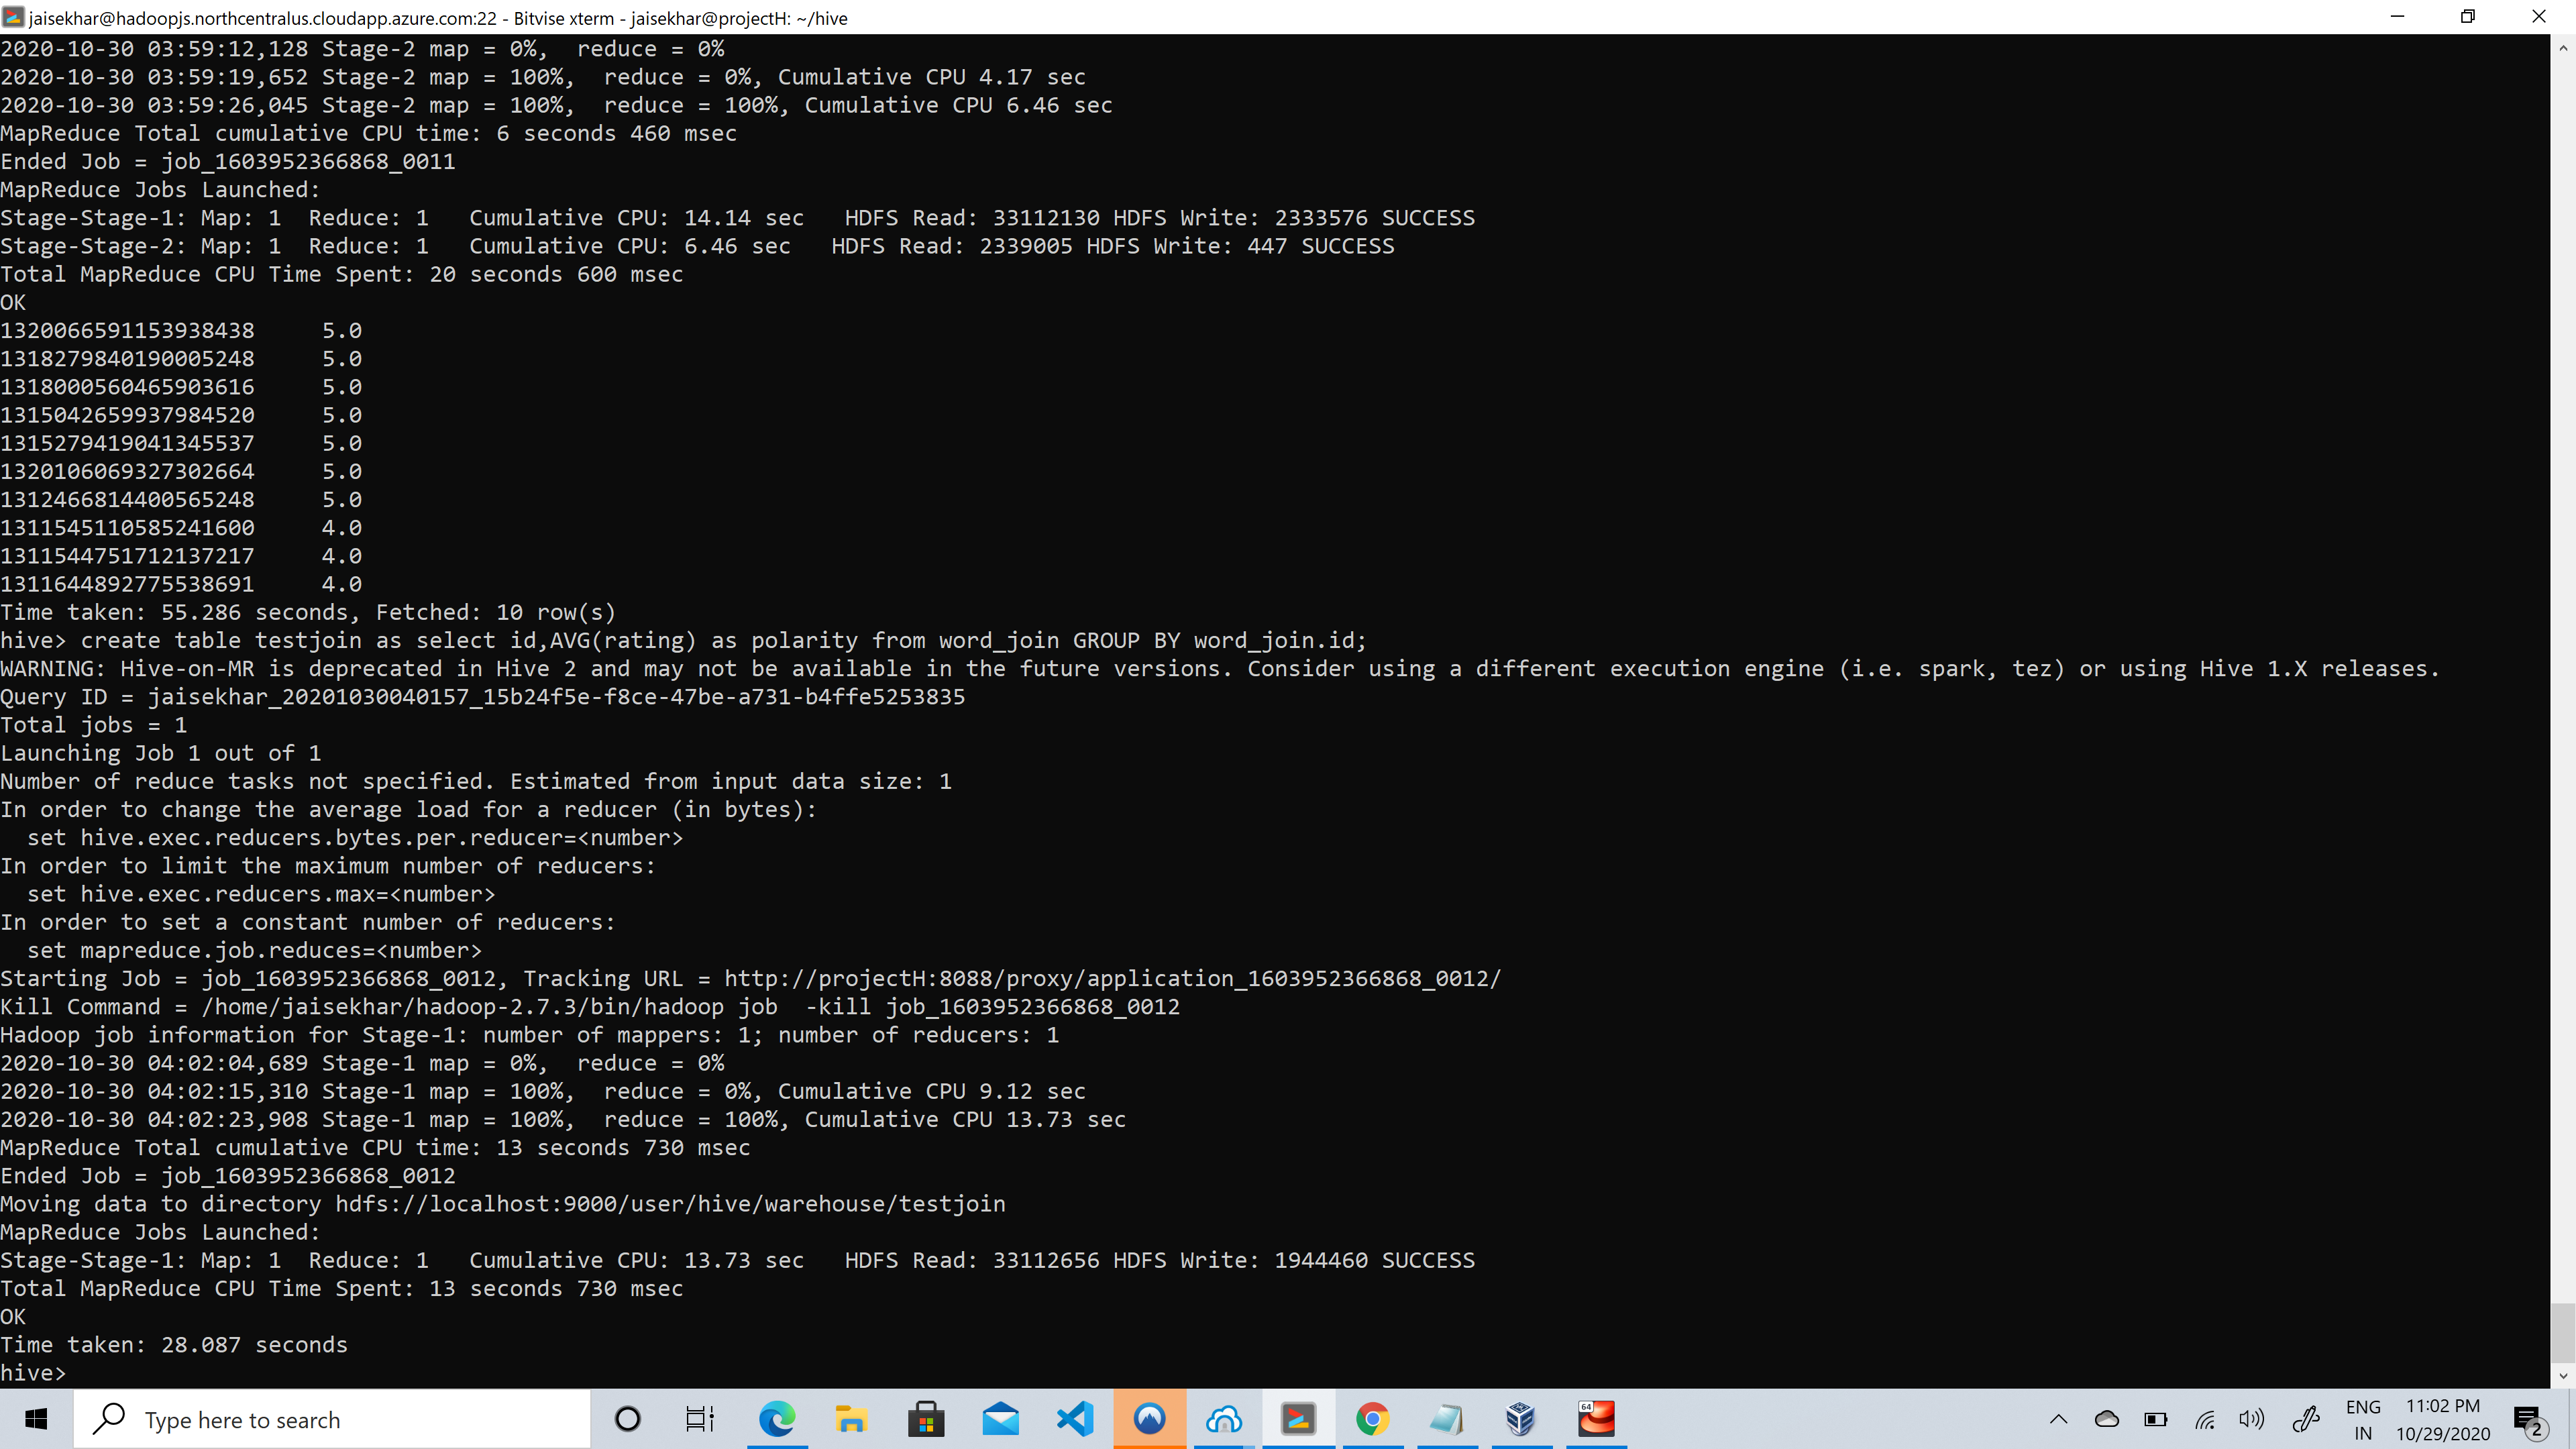 jaisekhar@hadoopjs.northcentralus.cloudapp.azure.com:22 - Bitvise xterm - jaisekhar@projectH: ~/hive
2020-10-30 03:59:12,128 Stage-2 map = 0%,  reduce = 0%
2020-10-30 03:59:19,652 Stage-2 map = 100%,  reduce = 0%, Cumulative CPU 4.17 sec
2020-10-30 03:59:26,045 Stage-2 map = 100%,  reduce = 100%, Cumulative CPU 6.46 sec
MapReduce Total cumulative CPU time: 6 seconds 460 msec
Ended Job = job_1603952366868_0011
MapReduce Jobs Launched:
Stage-Stage-1: Map: 1  Reduce: 1   Cumulative CPU: 14.14 sec   HDFS Read: 33112130 HDFS Write: 2333576 SUCCESS
Stage-Stage-2: Map: 1  Reduce: 1   Cumulative CPU: 6.46 sec   HDFS Read: 2339005 HDFS Write: 447 SUCCESS
Total MapReduce CPU Time Spent: 20 seconds 600 msec
OK
1320066591153938438     5.0
1318279840190005248     5.0
1318000560465903616     5.0
1315042659937984520     5.0
1315279419041345537     5.0
1320106069327302664     5.0
1312466814400565248     5.0
1311545110585241600     4.0
1311544751712137217     4.0
1311644892775538691     4.0
Time taken: 55.286 seconds, Fetched: 10 row(s)
hive> create table testjoin as select id,AVG(rating) as polarity from word_join GROUP BY word_join.id;
WARNING: Hive-on-MR is deprecated in Hive 2 and may not be available in the future versions. Consider using a different execution engine (i.e. spark, tez) or using Hive 1.X releases.
Query ID = jaisekhar_20201030040157_15b24f5e-f8ce-47be-a731-b4ffe5253835
Total jobs = 1
Launching Job 1 out of 1
Number of reduce tasks not specified. Estimated from input data size: 1
In order to change the average load for a reducer (in bytes):
  set hive.exec.reducers.bytes.per.reducer=<number>
In order to limit the maximum number of reducers:
  set hive.exec.reducers.max=<number>
In order to set a constant number of reducers:
  set mapreduce.job.reduces=<number>
Starting Job = job_1603952366868_0012, Tracking URL = http://projectH:8088/proxy/application_1603952366868_0012/
Kill Command = /home/jaisekhar/hadoop-2.7.3/bin/hadoop job  -kill job_1603952366868_0012
Hadoop job information for Stage-1: number of mappers: 1; number of reducers: 1
2020-10-30 04:02:04,689 Stage-1 map = 0%,  reduce = 0%
2020-10-30 04:02:15,310 Stage-1 map = 100%,  reduce = 0%, Cumulative CPU 9.12 sec
2020-10-30 04:02:23,908 Stage-1 map = 100%,  reduce = 100%, Cumulative CPU 13.73 sec
MapReduce Total cumulative CPU time: 13 seconds 730 msec
Ended Job = job_1603952366868_0012
Moving data to directory hdfs://localhost:9000/user/hive/warehouse/testjoin
MapReduce Jobs Launched:
Stage-Stage-1: Map: 1  Reduce: 1   Cumulative CPU: 13.73 sec   HDFS Read: 33112656 HDFS Write: 1944460 SUCCESS
Total MapReduce CPU Time Spent: 13 seconds 730 msec
OK
Time taken: 28.087 seconds
hive>
Type here to search
64
ENG
IN
11:02 PM
10/29/2020
2